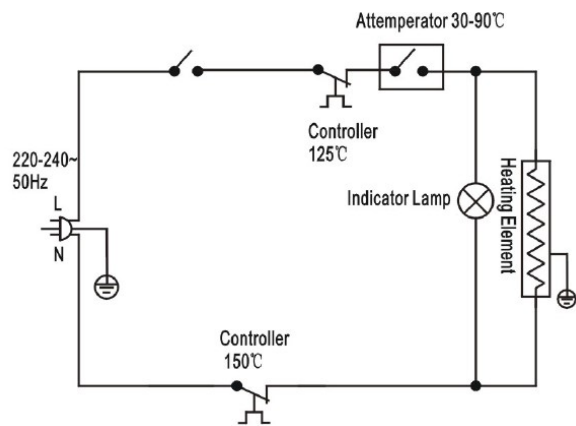 Attemperator 30-90℃
Controller
125℃
220-240~
50Hz
L
N
Indicator Lamp
Heating Element
Controller
150℃